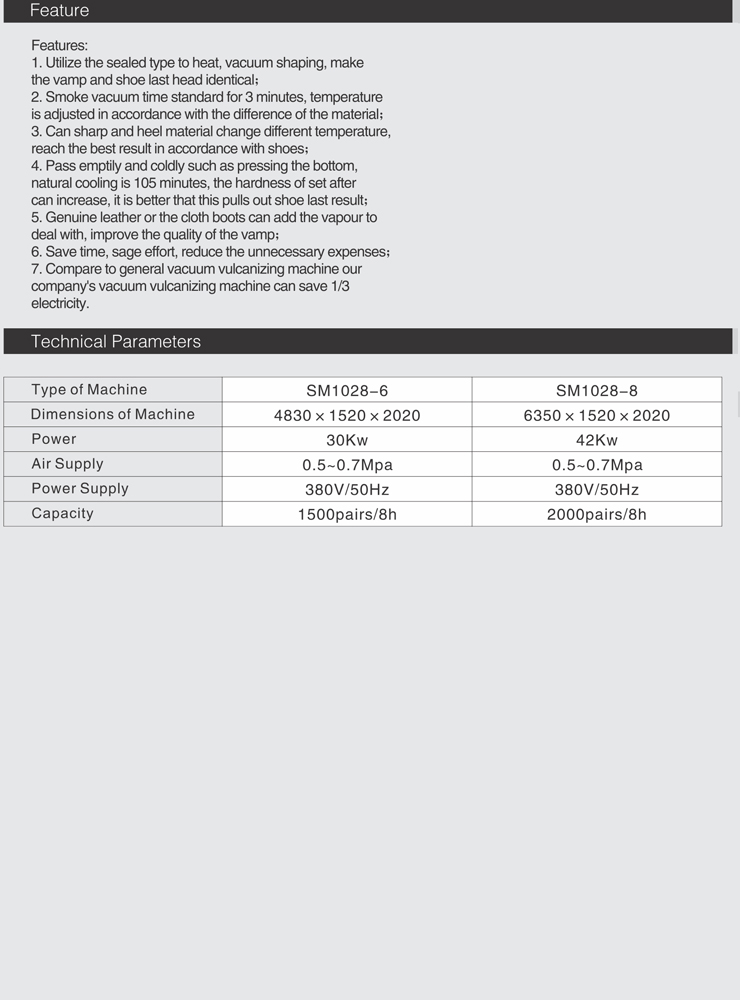 Feature
Features:
1. Utilize the sealed type to heat, vacuum shaping, make
the vamp and shoe last head identical;
2. Smoke vacuum time standard for 3 minutes, temperature
is adjusted in accordance with the difference of the material;
3. Can sharp and heel material change different temperature,
reach the best result in accordance with shoes;
4. Pass emptily and coldly such as pressing the bottom,
natural cooling is 105 minutes, the hardness of set after
can increase, it is better that this pulls out shoe last result;
5. Genuine leather or the cloth boots can add the vapour to
deal with, improve the quality of the vamp;
6. Save time, sage effort, reduce the unnecessary expenses;
7. Compare to general vacuum vulcanizing machine our
company's vacuum vulcanizing machine can save 1/3
electricity.
Technical Parameters
Type of Machine SM1028-6 SM1028-8
Dimensions of Machine 4830 × 1520 × 2020 6350 × 1520 × 2020
Power 30Kw 42Kw
Air Supply 0.5~0.7Mpa 0.5~0.7Mpa
Power Supply 380V/50Hz 380V/50Hz
Capacity 1500pairs/8h 2000pairs/8h